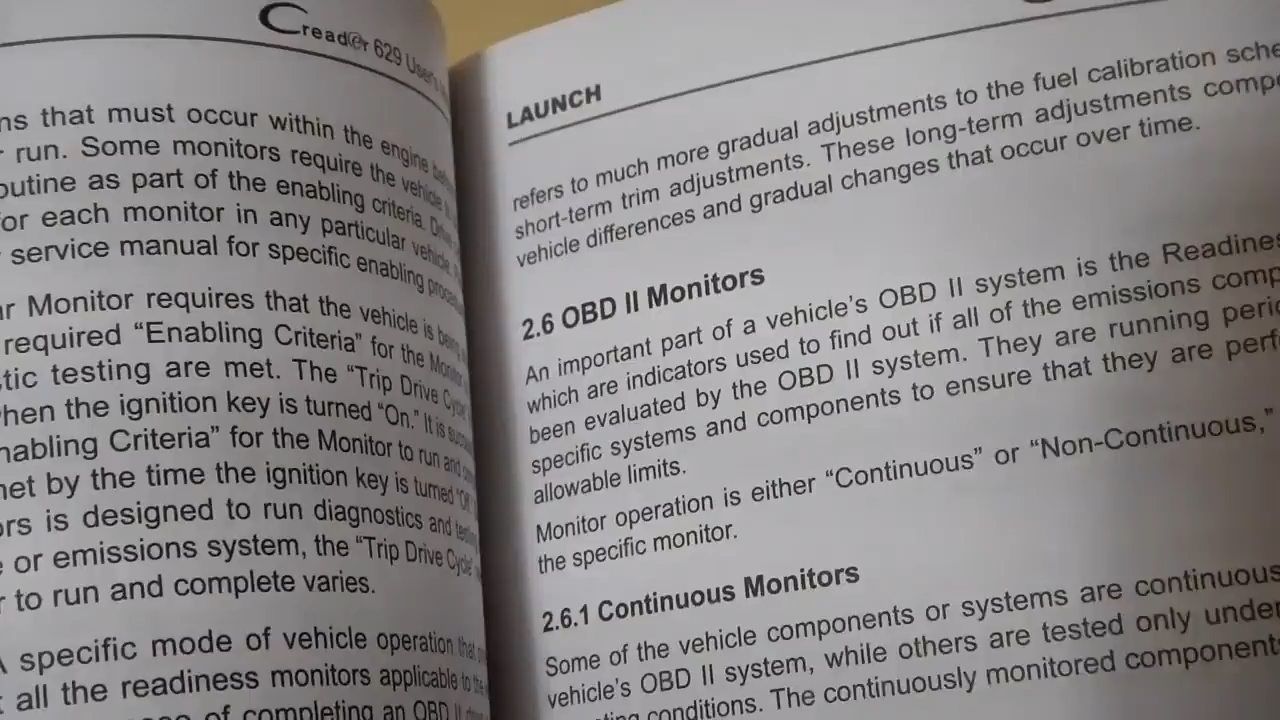 Creader 629 User's
ns that must occur within the engine
run. Some monitors require the vehicle
outine as part of the enabling criteria.
or each monitor in any particular vehicle.
service manual for specific enabling
ar Monitor requires that the vehicle is being
required “Enabling Criteria” for the Monitor
tic testing are met. The “Trip Drive Cycle
hen the ignition key is turned “On.” It is
nabling Criteria” for the Monitor to run and
net by the time the ignition key is turned “Off
ors is designed to run diagnostics and
or emissions system, the “Trip Drive Cycle”
r to run and complete varies.
A specific mode of vehicle operation that
all the readiness monitors applicable to the
of completing an OBD II
LAUNCH
refers to much more gradual adjustments to the fuel calibration sche
short-term trim adjustments. These long-term adjustments compe
vehicle differences and gradual changes that occur over time.
2.6 OBD II Monitors
An important part of a vehicle’s OBD II system is the Readines
which are indicators used to find out if all of the emissions comp
been evaluated by the OBD II system. They are running perio
specific systems and components to ensure that they are perf
allowable limits.
Monitor operation is either “Continuous” or “Non-Continuous,”
the specific monitor.
2.6.1 Continuous Monitors
Some of the vehicle components or systems are continuous
vehicle’s OBD II system, while others are tested only under
ting conditions. The continuously monitored component